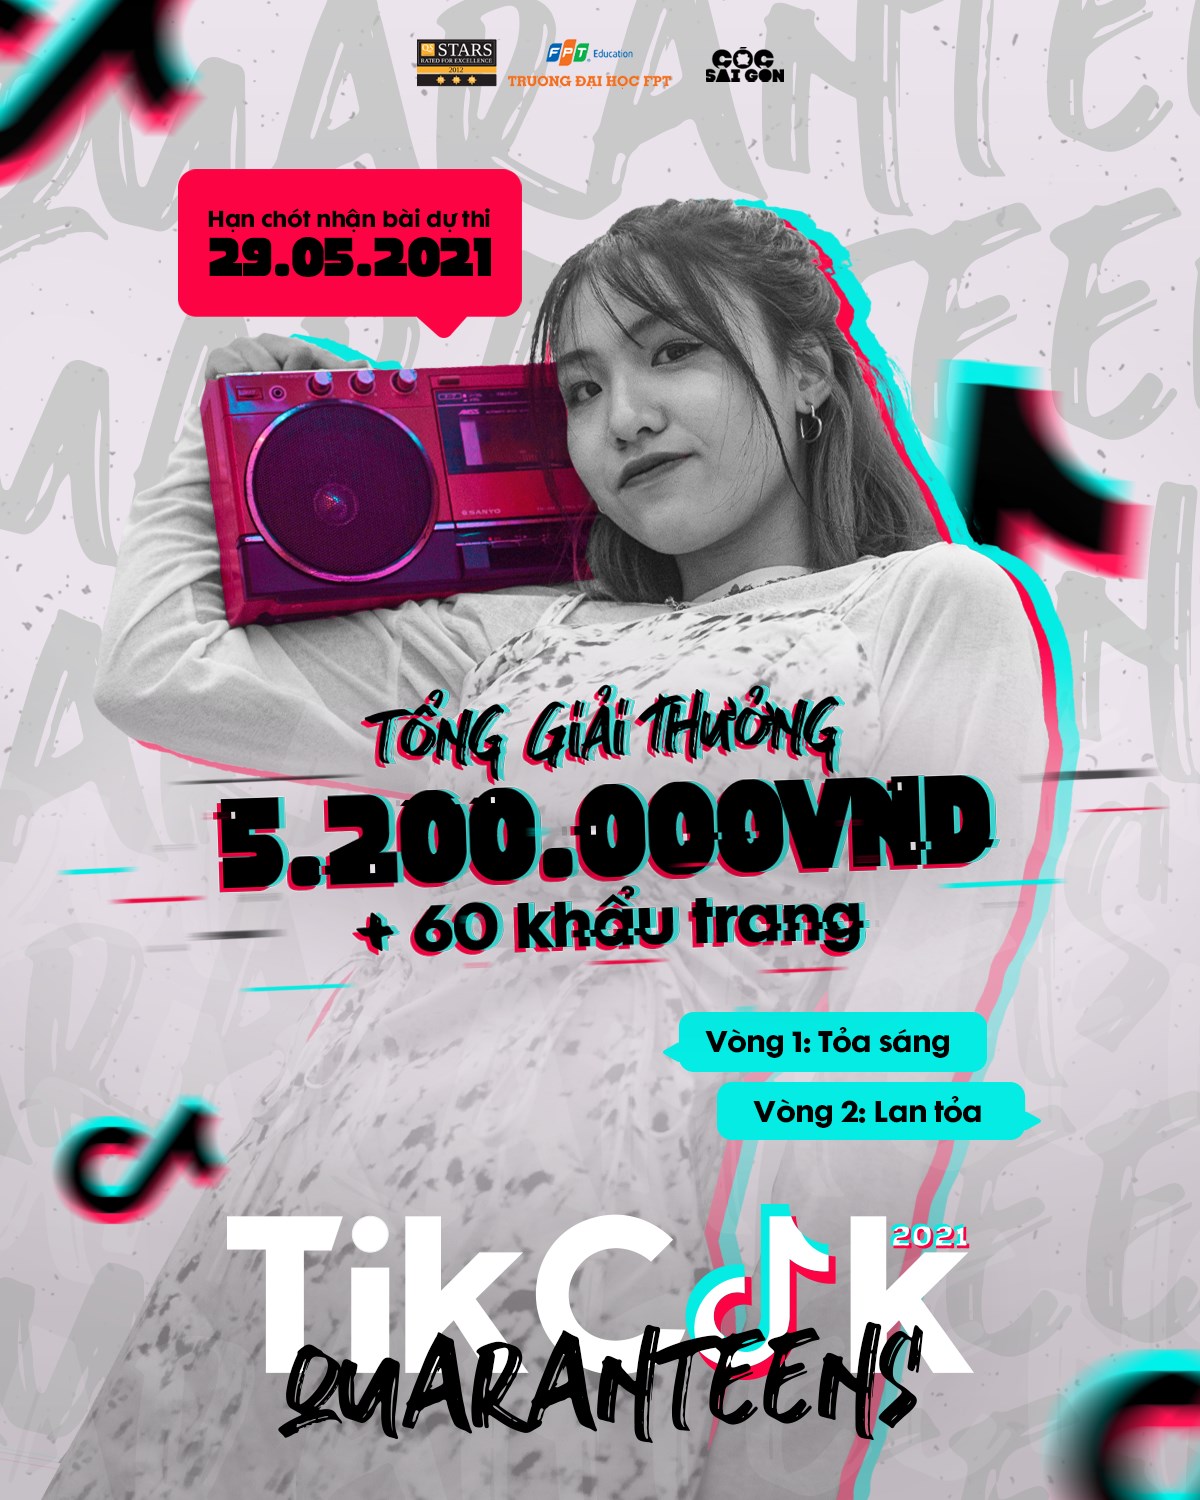 QS STARS
RATED FOR EXCELLENCE
2012
FPT Education
TRƯỜNG ĐẠI HỌC FPT
CÓC
SÀI GÒN
Hạn chót nhận bài dự thi
29.05.2021
SANYO
TỔNG GIẢI THƯỞNG
5.200.000VND
+ 60 khẩu trang
Vòng 1: Tỏa sáng
Vòng 2: Lan tỏa
TikCóK
2021
QUARANTEENS